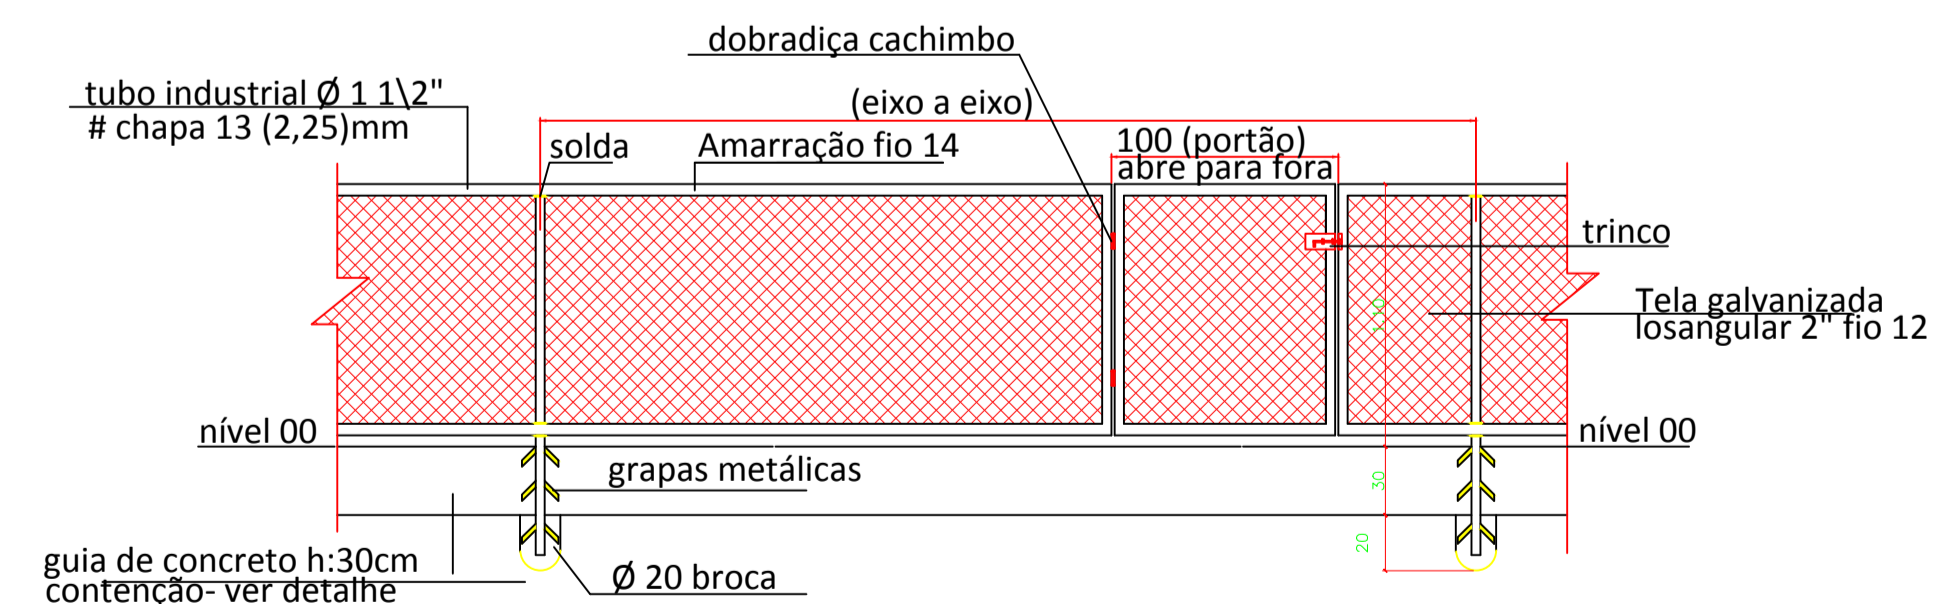 dobradiça cachimbo
tubo industrial Ø 1 1\2"
# chapa 13 (2,25)mm
(eixo a eixo)
solda
Amarração fio 14
100 (portão)
abre para fora
trinco
1.10
Tela galvanizada
losangular 2" fio 12
nível 00
nível 00
grapas metálicas
30
20
guia de concreto h:30cm
contenção- ver detalhe
Ø 20 broca